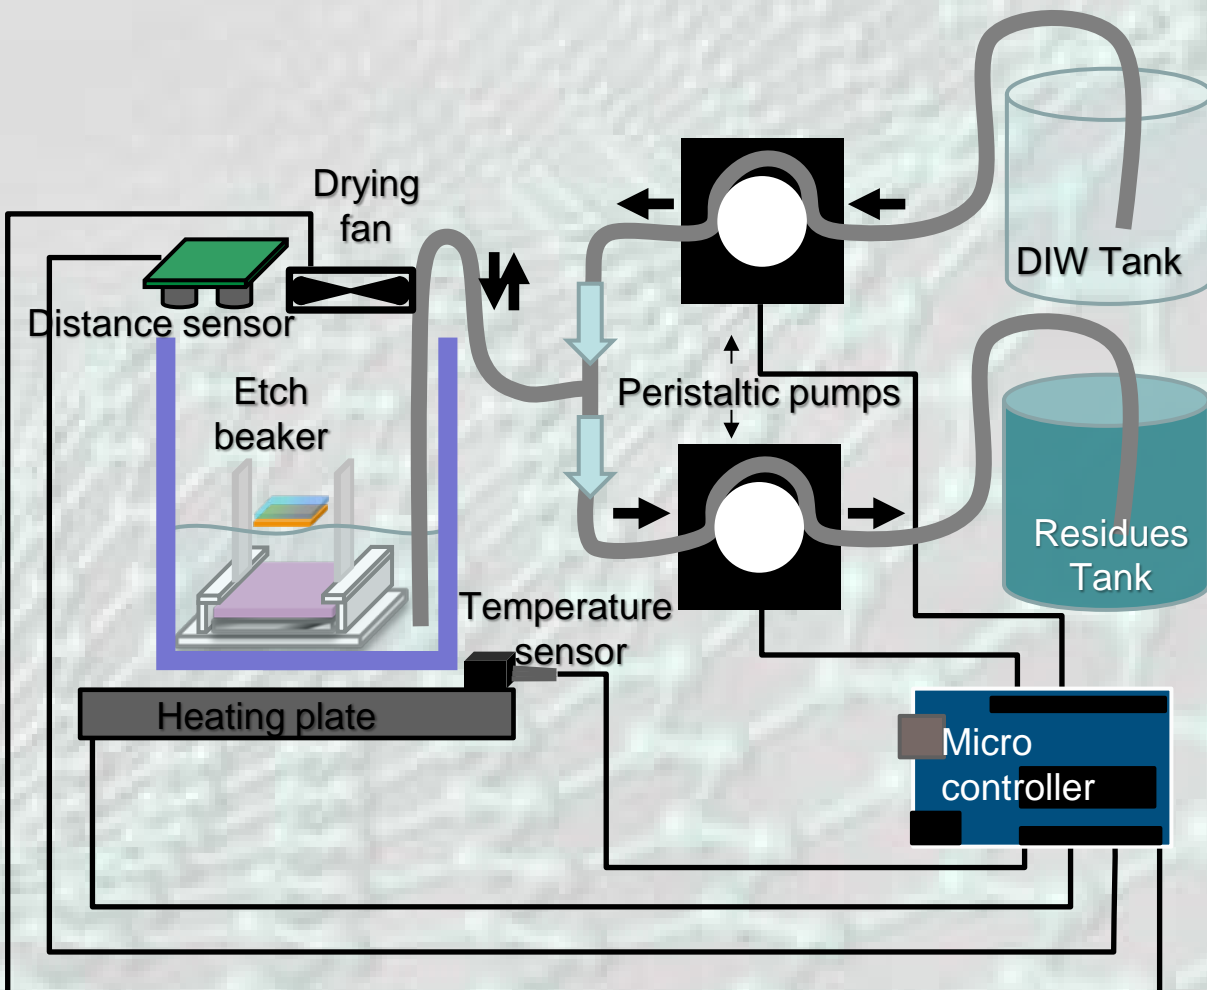 Drying
fan
DIW Tank
Distance sensor
Etch
beaker
Peristaltic pumps
Residues
Tank
Temperature
sensor
Heating plate
Micro
controller